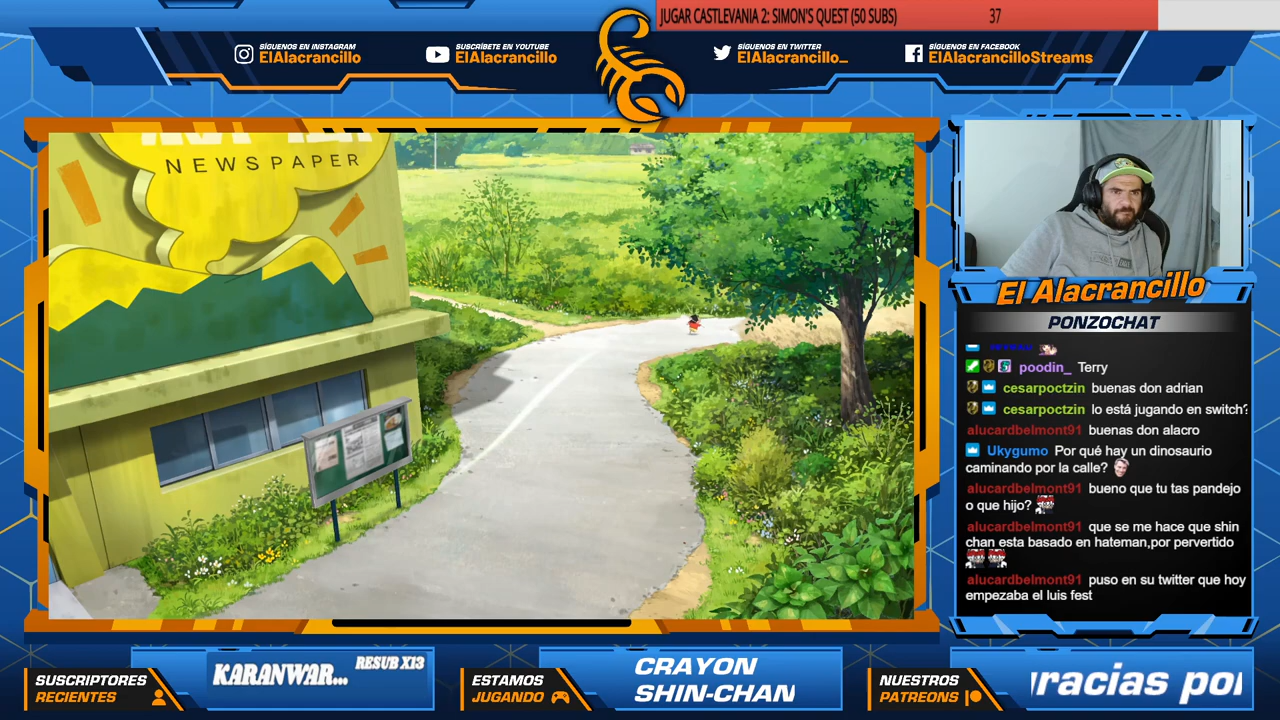 JUGAR CASTLEVANIA 2: SIMON'S QUEST (50 SUBS) 37
SÍGUENOS EN INSTAGRAM
ElAlacrancillo
SUSCRÍBETE EN YOUTUBE
ElAlacrancillo
SÍGUENOS EN TWITTER
ElAlacrancillo_
SÍGUENOS EN FACEBOOK
ElAlacrancilloStreams
NEWSPAPER
El Alacrancillo
PONZOCHAT
poodin_ Terry
cesarpoctzin buenas don adrian
cesarpoctzin lo está jugando en switch?
alucardbelmont91 buenas don alacro
Ukygumo Por qué hay un dinosaurio
caminando por la calle?
alucardbelmont91 bueno que tu tas pandejo
o que hijo?
alucardbelmont91 que se me hace que shin
chan esta basado en hateman,por pervertido
alucardbelmont91 puso en su twitter que hoy
empezaba el luis fest
SUSCRIPTORES
RECIENTES
KARANWAR...
RESUB X13
ESTAMOS
JUGANDO
CRAYON
SHIN-CHAN
NUESTROS
PATREONS
racias por